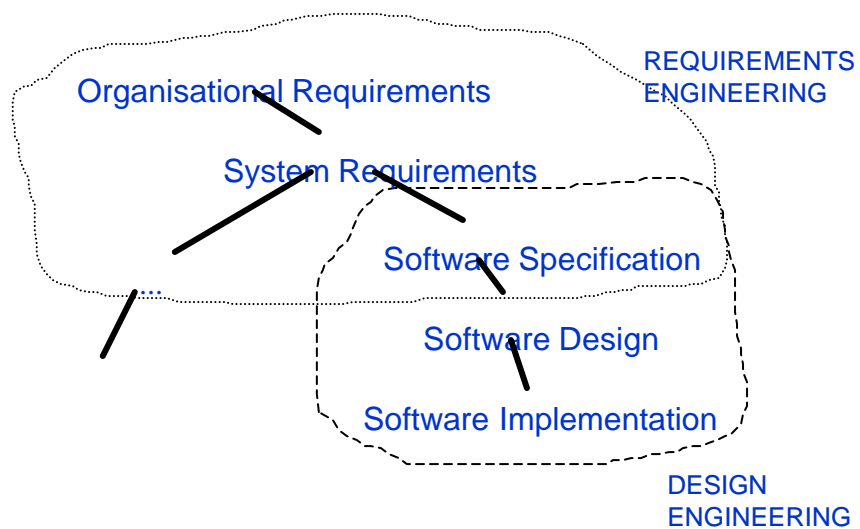 REQUIREMENTS
ENGINEERING
Organisational Requirements
System Requirements
Software Specification
...
Software Design
Software Implementation
DESIGN
ENGINEERING